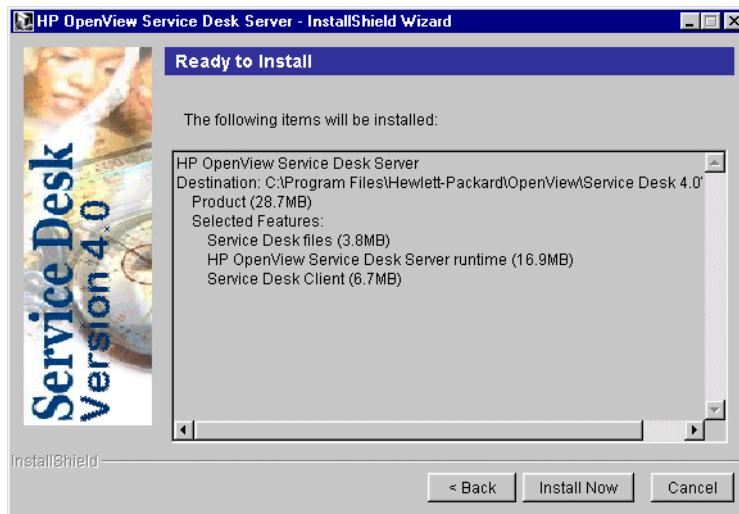 HP OpenView Service Desk Server - InstallShield Wizard
Service Desk
Version 4.0
Ready to Install
The following items will be installed:
HP OpenView Service Desk Server
Destination: C:\Program Files\Hewlett-Packard\OpenView\Service Desk 4.0\
Product (28.7MB)
Selected Features:
Service Desk files (3.8MB)
HP OpenView Service Desk Server runtime (16.9MB)
Service Desk Client (6.7MB)
InstallShield
< Back
Install Now
Cancel